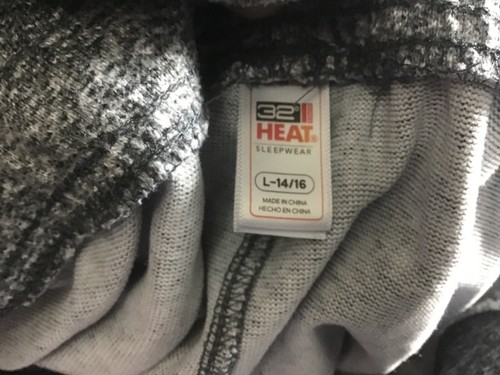 32°
HEAT®
SLEEPWEAR
L-14/16
MADE IN CHINA
HECHO EN CHINA